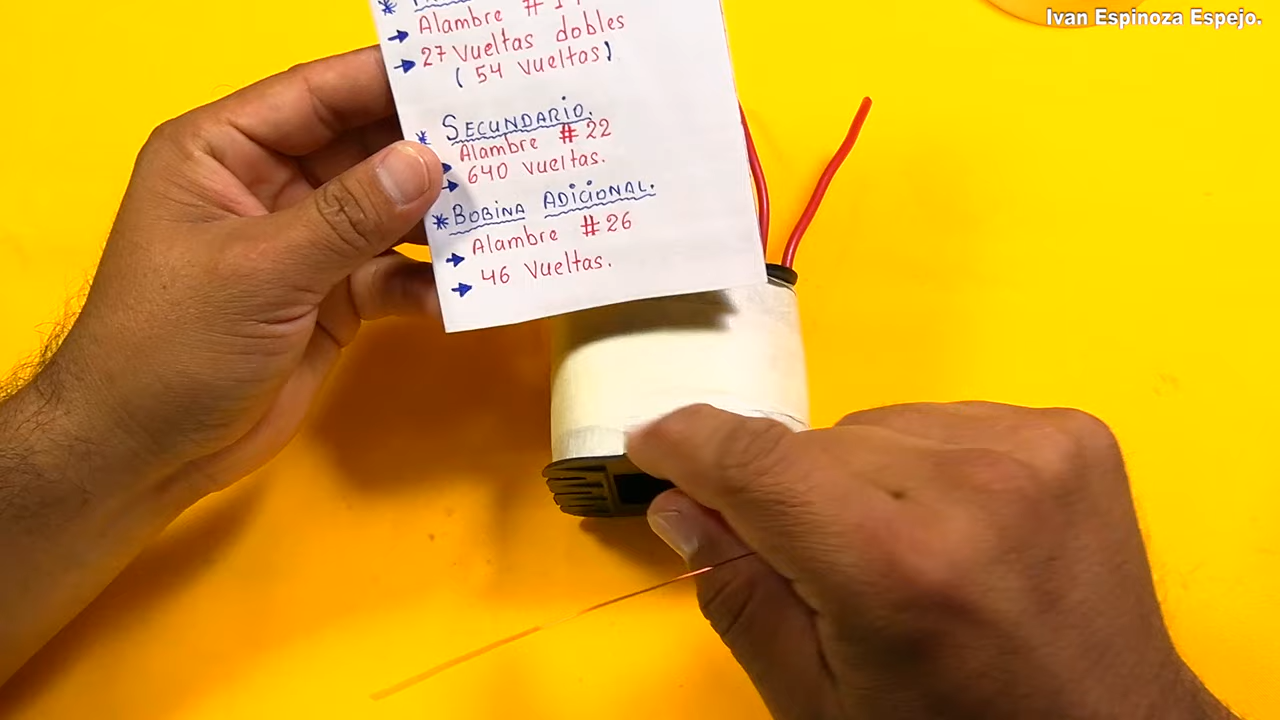 Ivan Espinoza Espejo.
Alambre #
27 Vueltas dobles
(54 vueltas)
SECUNDARIO.
Alambre #22
640 vueltas.
BOBINA ADICIONAL.
Alambre #26
46 Vueltas.